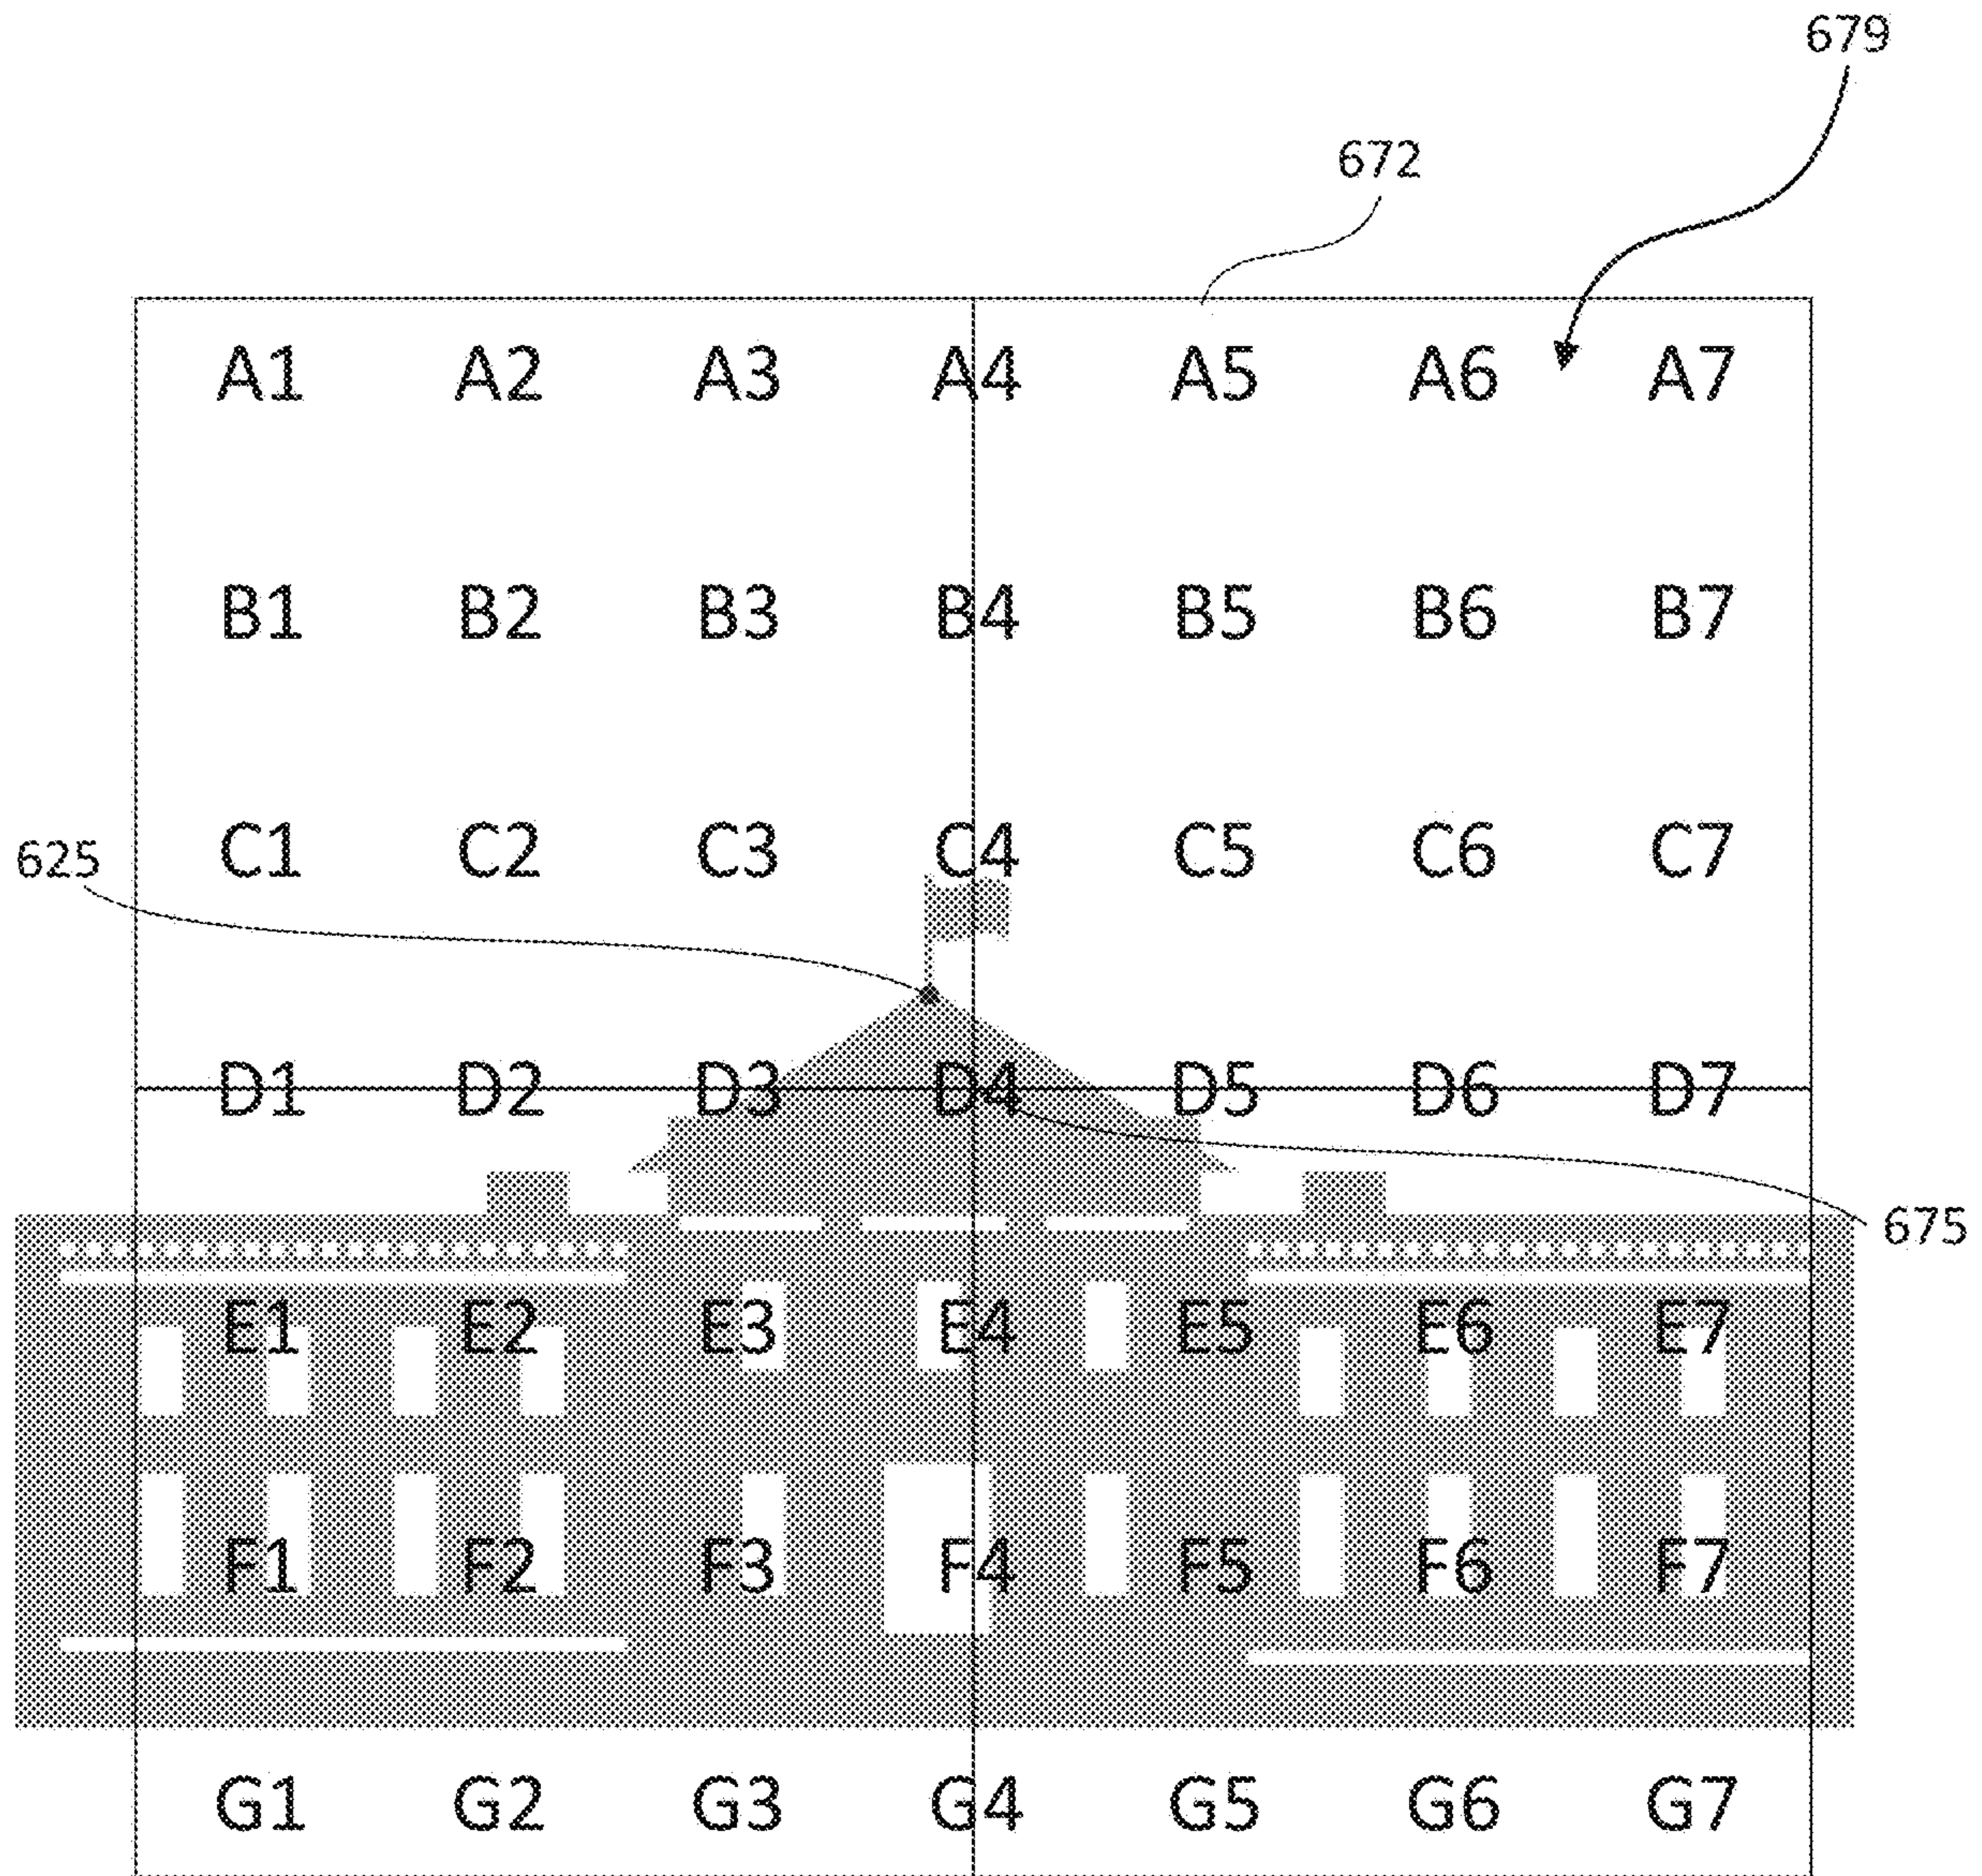 679
672
A1 A2 A3 A4 A5 A6 A7
B1 B2 B3 B4 B5 B6 B7
C1 C2 C3 C4 C5 C6 C7
625
D1 D2 D3 D4 D5 D6 D7
675
E1 E2 E3 E4 E5 E6 E7
F1 F2 F3 F4 F5 F6 F7
G1 G2 G3 G4 G5 G6 G7